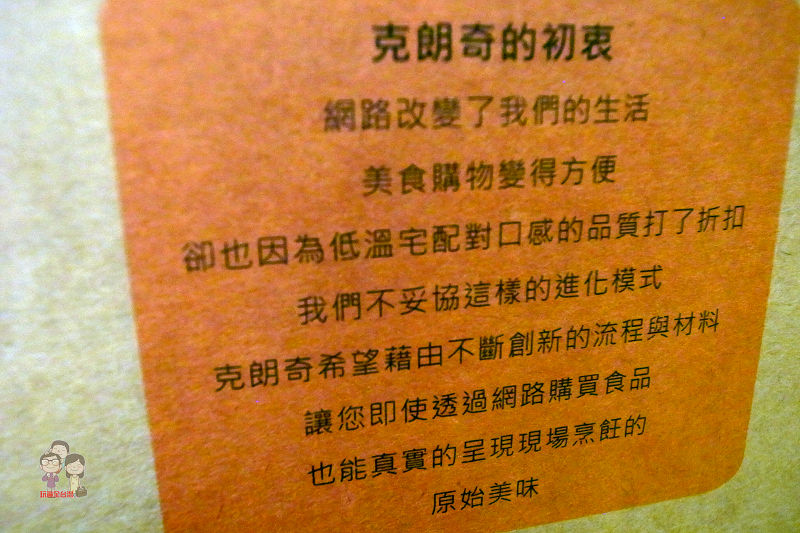 克朗奇的初衷
網路改變了我們的生活
美食購物變得方便
卻也因為低溫宅配對口感的品質打了折扣
我們不妥協這樣的進化模式
克朗奇希望藉由不斷創新的流程與材料
讓您即使透過網路購買食品
也能真實的呈現現場烹飪的
原始美味
玩遍全台灣